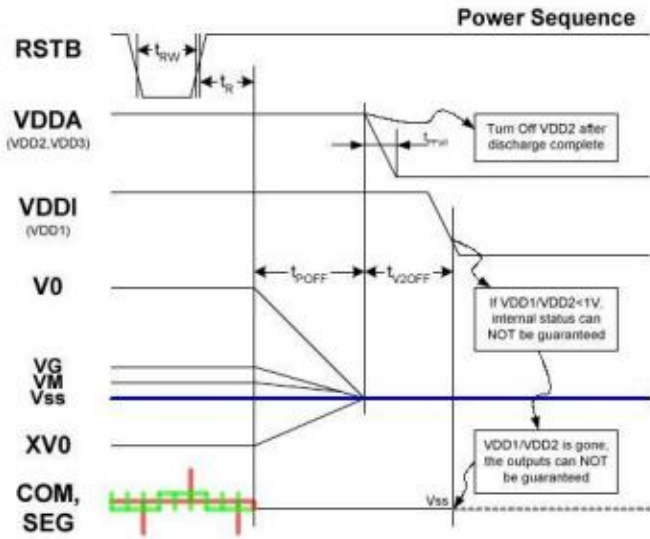 Power Sequence
RSTB
tRW
tR
VDDA
(VDD2,VDD3)
Turn Off VDD2 after
discharge complete
VDDI
(VDD1)
tPOFF
tV2OFF
V0
If VDD1/VDD2<1V,
internal status can
NOT be guaranteed
VG
VM
Vss
XV0
VDD1/VDD2 is gone,
the outputs can NOT
be guaranteed
COM,
SEG
Vss